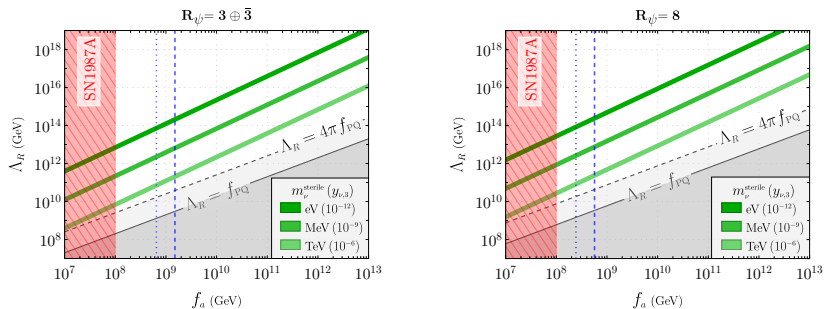 R_ψ = 3 ⊕ 3̄
10^18
10^16
10^14
10^12
10^10
10^8
Λ_R (GeV)
SN1987A
Λ_R = 4π f_PQ
Λ_R = f_PQ
m_ν^sterile (y_ν,3)
eV (10^−12)
MeV (10^−9)
TeV (10^−6)
10^7 10^8 10^9 10^10 10^11 10^12 10^13
f_a (GeV)
R_ψ = 8
10^18
10^16
10^14
10^12
10^10
10^8
Λ_R (GeV)
SN1987A
Λ_R = 4π f_PQ
Λ_R = f_PQ
m_ν^sterile (y_ν,3)
eV (10^−12)
MeV (10^−9)
TeV (10^−6)
10^7 10^8 10^9 10^10 10^11 10^12 10^13
f_a (GeV)